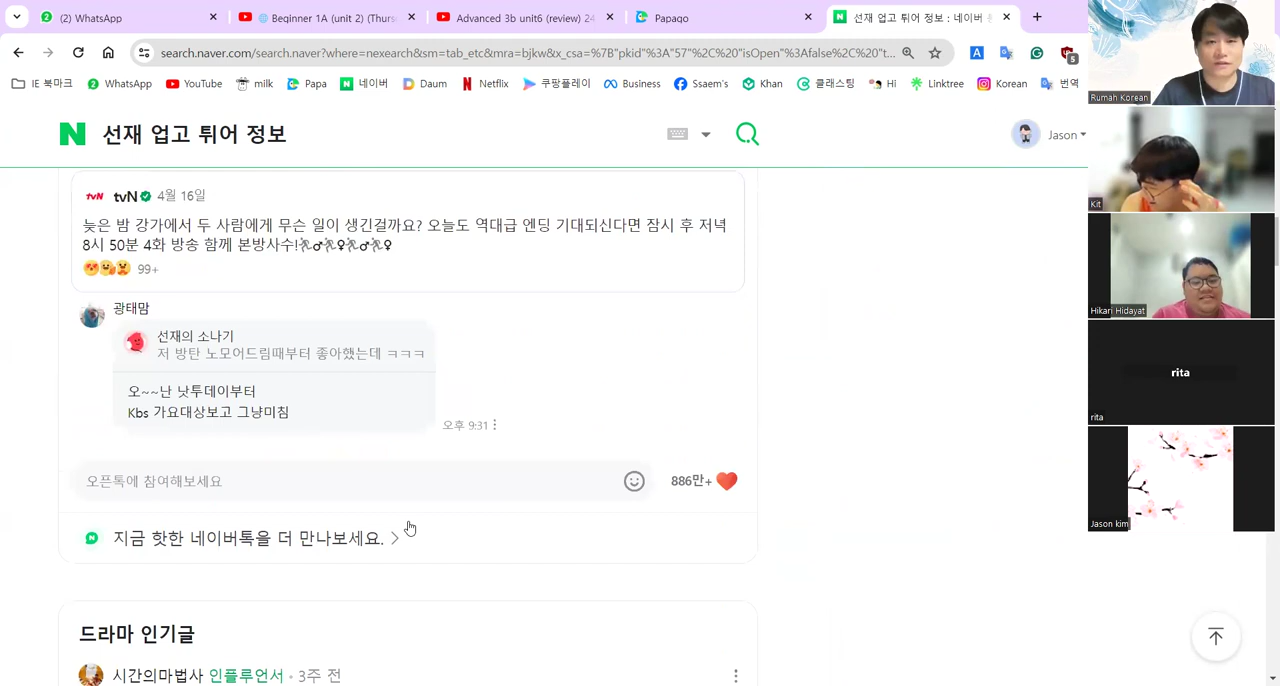 (2) WhatsApp
Beginner 1A (unit 2) (Thurs
Advanced 3b unit6 (review) 24
Papago
선재 업고 튀어 정보 : 네이버
search.naver.com/search.naver?where=nexearch&sm=tab_etc&mra=bjkw&x_csa=%7B"pkid"%3A"57"%2C%20"isOpen"%3Afalse%2C%20"t...
IE 북마크
WhatsApp
YouTube
milk
Papa
네이버
Daum
Netflix
쿠팡플레이
Business
Ssaem's
Khan
클래스팅
Hi
Linktree
Korean
번역
선재 업고 튀어 정보
Jason
tvN tvN 4월 16일
늦은 밤 강가에서 두 사람에게 무슨 일이 생긴걸까요? 오늘도 역대급 엔딩 기대되신다면 잠시 후 저녁
8시 50분 4화 방송 함께 본방사수!🏃♂🏃♀🏃♂🏃♀
99+
광태맘
선재의 소나기
저 방탄 노모어드림때부터 좋아했는데 ㅋㅋㅋ
오~~난 낫투데이부터
Kbs 가요대상보고 그냥미침
오후 9:31
오픈톡에 참여해보세요
886만+
지금 핫한 네이버톡을 더 만나보세요. >
드라마 인기글
시간의마법사 인플루언서 · 3주 전
Rumah Korean
Kit
Hikari Hidayat
rita
rita
Jason kim